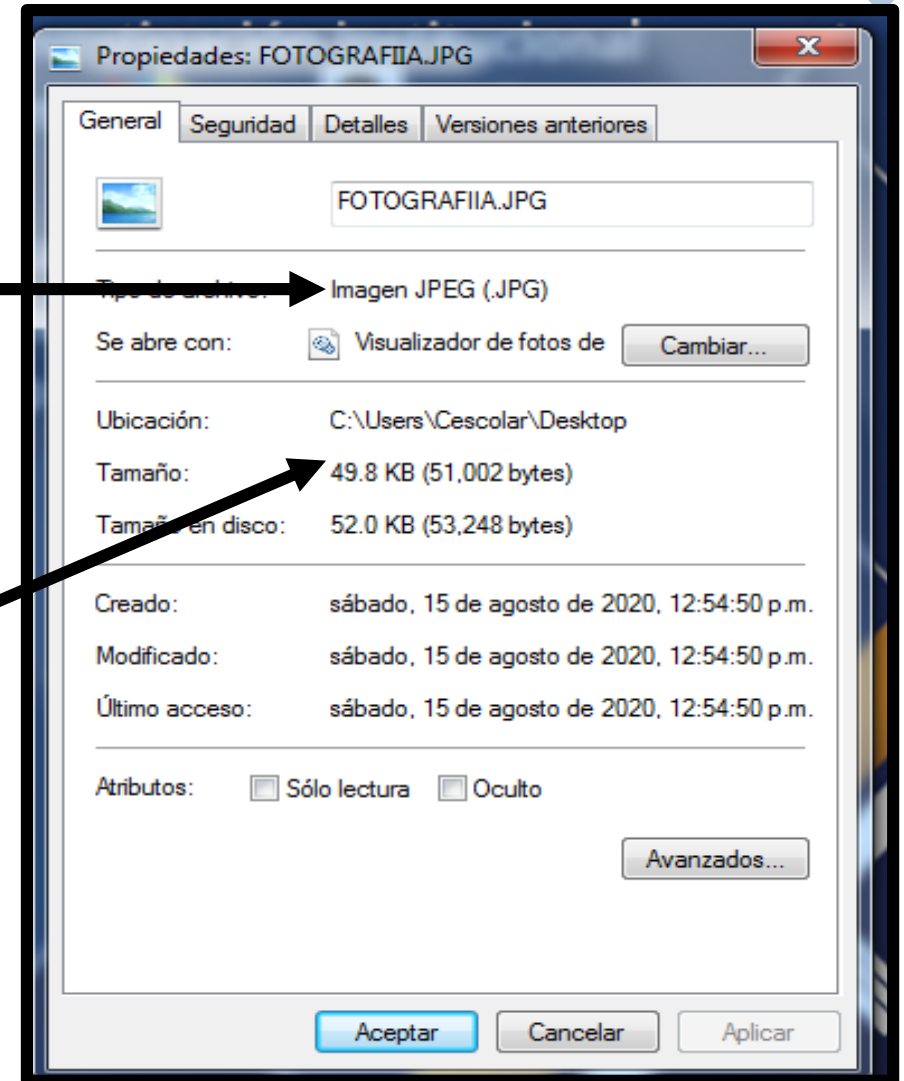 Propiedades: FOTOGRAFIIA.JPG
General Seguridad Detalles Versiones anteriores
FOTOGRAFIIA.JPG
Tipo de archivo: Imagen JPEG (.JPG)
Se abre con: Visualizador de fotos de Cambiar...
Ubicación: C:\Users\Cescolar\Desktop
Tamaño: 49.8 KB (51,002 bytes)
Tamaño en disco: 52.0 KB (53,248 bytes)
Creado: sábado, 15 de agosto de 2020, 12:54:50 p.m.
Modificado: sábado, 15 de agosto de 2020, 12:54:50 p.m.
Último acceso: sábado, 15 de agosto de 2020, 12:54:50 p.m.
Atributos: Sólo lectura Oculto
Avanzados...
Aceptar Cancelar Aplicar